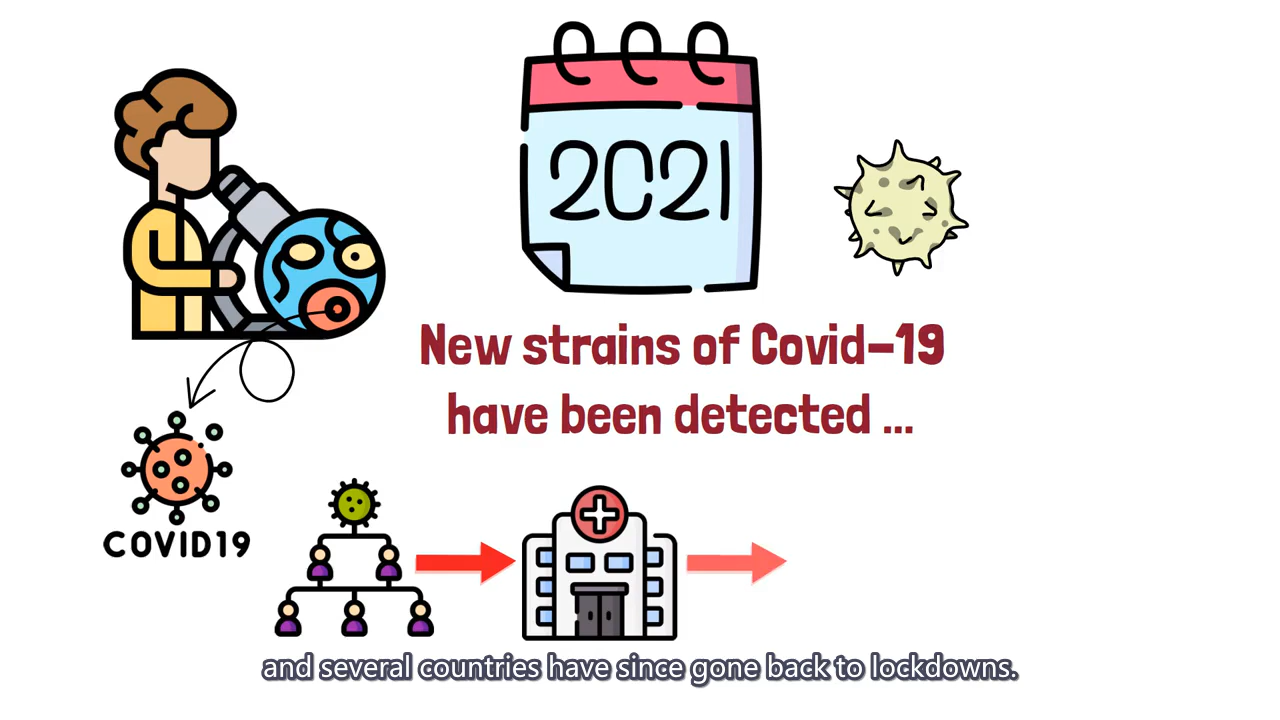 2021
New strains of Covid-19
have been detected ...
COVID19
and several countries have since gone back to lockdowns.